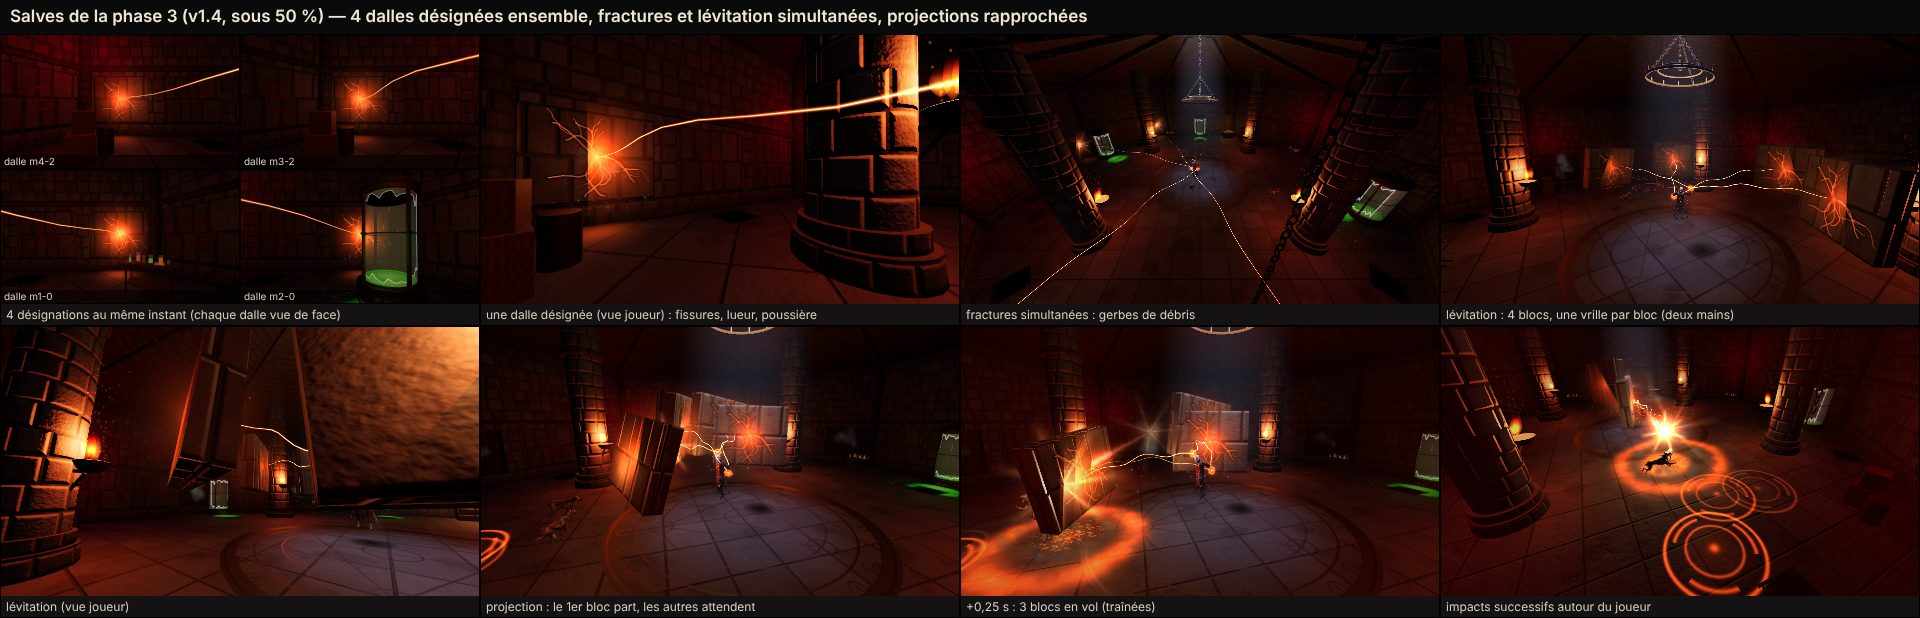 Salves de la phase 3 (v1.4, sous 50 %) — 4 dalles désignées ensemble, fractures et lévitation simultanées, projections rapprochées
dalle m4-2
dalle m3-2
dalle m1-0
dalle m2-0
4 désignations au même instant (chaque dalle vue de face)
une dalle désignée (vue joueur) : fissures, lueur, poussière
fractures simultanées : gerbes de débris
lévitation : 4 blocs, une vrille par bloc (deux mains)
lévitation (vue joueur)
projection : le 1er bloc part, les autres attendent
+0,25 s : 3 blocs en vol (traînées)
impacts successifs autour du joueur